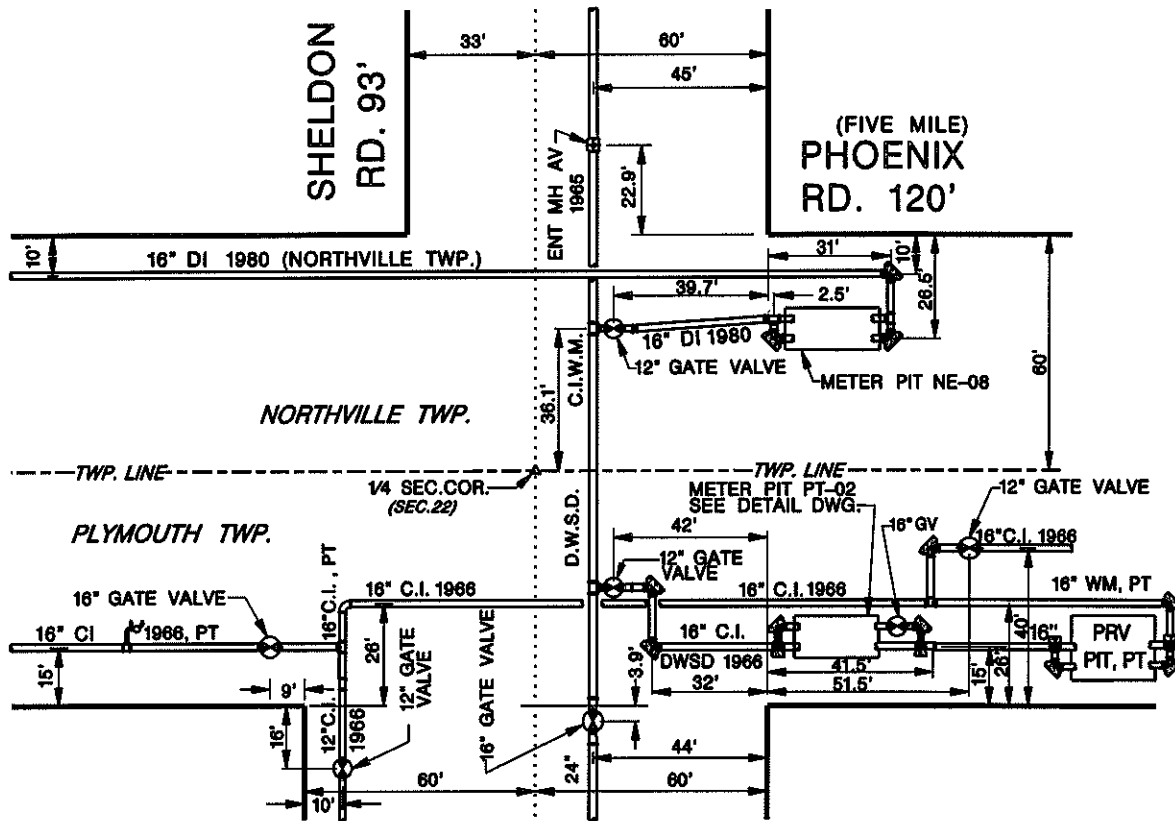 SHELDON
RD. 93'
33'
60'
45'
ENT MH AV
1965
22.9'
(FIVE MILE)
PHOENIX
RD. 120'
10'
16" DI 1980 (NORTHVILLE TWP.)
31'
10'
26.5'
39.7'
2.5'
16" DI 1980
12" GATE VALVE
METER PIT NE-08
60'
C.I.W.M.
36.1'
NORTHVILLE TWP.
TWP. LINE
TWP. LINE
1/4 SEC.COR.
(SEC.22)
METER PIT PT-02
SEE DETAIL DWG.
12" GATE VALVE
PLYMOUTH TWP.
D.W.S.D.
42'
16" GV
16"C.I. 1966
12" GATE
VALVE
16" GATE VALVE
16"C.I., PT
16" C.I. 1966
16" C.I. 1966
16" WM, PT
16" CI
1966, PT
26'
16" GATE VALVE
12" GATE
VALVE
16" C.I.
DWSD 1966
3.9'
40'
16"
PRV
PIT, PT
15'
9'
41.5'
15'
26"
32'
51.5'
16'
12"C.I.
1966
44'
24"
60'
60'
10'